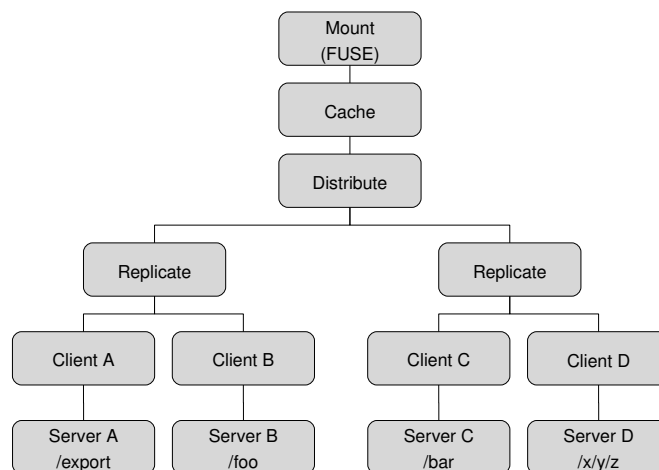 Mount
(FUSE)
Cache
Distribute
Replicate
Replicate
Client A
Client B
Client C
Client D
Server A
/export
Server B
/foo
Server C
/bar
Server D
/x/y/z